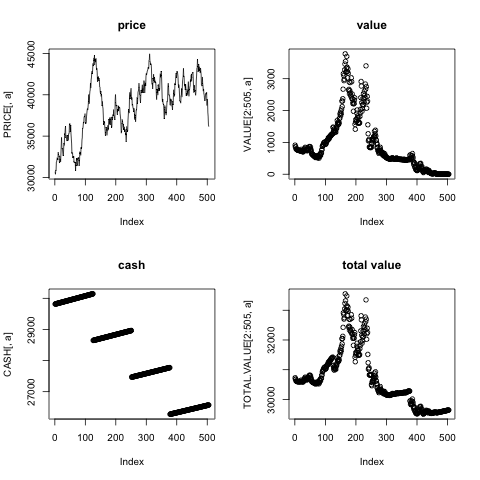 price
PRICE[, a]
30000 35000 40000 45000
0 100 200 300 400 500
Index
value
VALUE[2:505, a]
0 1000 2000 3000
0 100 200 300 400 500
Index
cash
CASH[, a]
27000 29000
0 100 200 300 400 500
Index
total value
TOTAL.VALUE[2:505, a]
30000 32000
0 100 200 300 400 500
Index